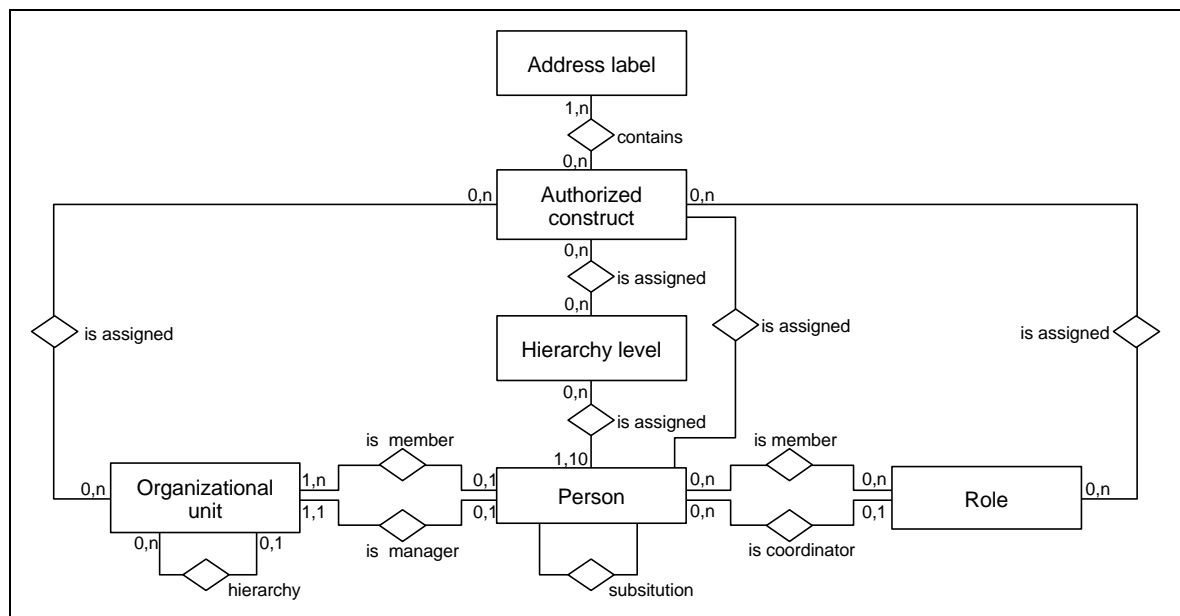 Address label
1,n
contains
0,n
0,n
Authorized
construct
0,n
0,n
is assigned
is assigned
is assigned
is assigned
0,n
Hierarchy level
0,n
is assigned
is member
1,10
is member
0,n
Organizational
unit
1,n
0,1
Person
0,n
0,n
Role
0,n
1,1
0,1
0,n
0,1
0,n
0,1
is manager
is coordinator
hierarchy
subsitution